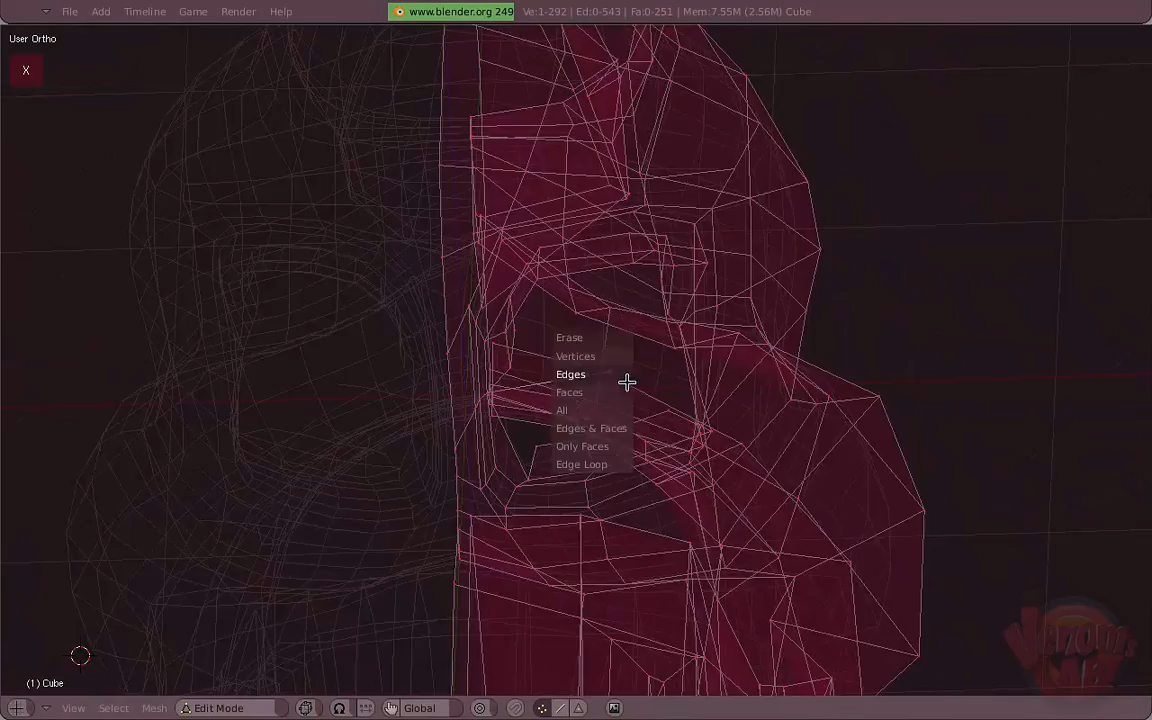 File Add Timeline Game Render Help www.blender.org 249 Ve:1-292 | Ed:0-543 | Fa:0-251 | Mem:7.55M (2.56M) Cube
User Ortho
X
Erase
Vertices
Edges
Faces
All
Edges & Faces
Only Faces
Edge Loop
(1) Cube
View Select Mesh Edit Mode Global